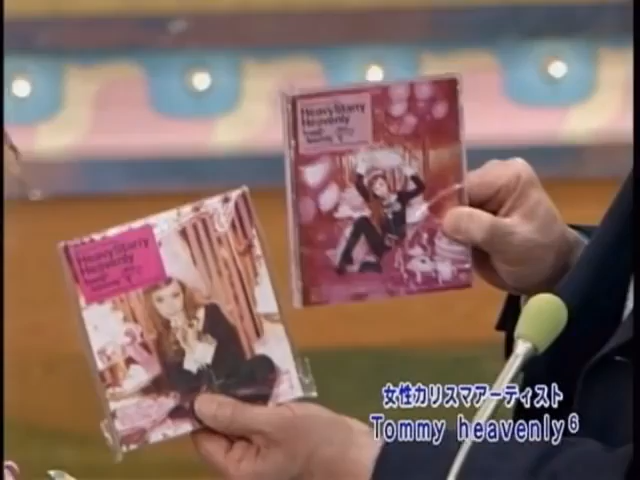 Heavy Starry
Heavenly
Heavy Starry
Heavenly
女性カリスマアーティスト
Tommy heavenly⁶